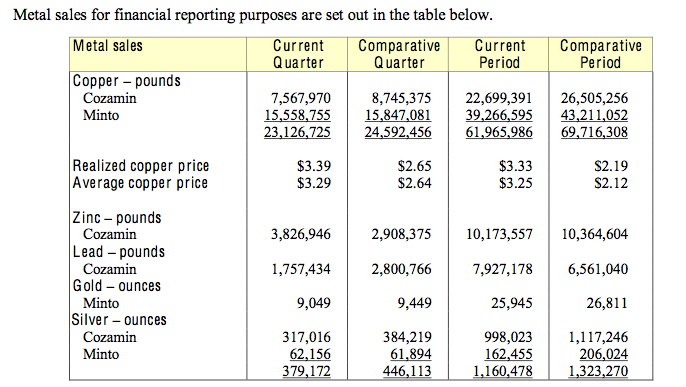 Metal sales for financial reporting purposes are set out in the table below.
Metal sales Current Quarter Comparative Quarter Current Period Comparative Period
Copper – pounds
Cozamin 7,567,970 8,745,375 22,699,391 26,505,256
Minto 15,558,755 15,847,081 39,266,595 43,211,052
23,126,725 24,592,456 61,965,986 69,716,308
Realized copper price $3.39 $2.65 $3.33 $2.19
Average copper price $3.29 $2.64 $3.25 $2.12
Zinc – pounds
Cozamin 3,826,946 2,908,375 10,173,557 10,364,604
Lead – pounds
Cozamin 1,757,434 2,800,766 7,927,178 6,561,040
Gold – ounces
Minto 9,049 9,449 25,945 26,811
Silver – ounces
Cozamin 317,016 384,219 998,023 1,117,246
Minto 62,156 61,894 162,455 206,024
379,172 446,113 1,160,478 1,323,270